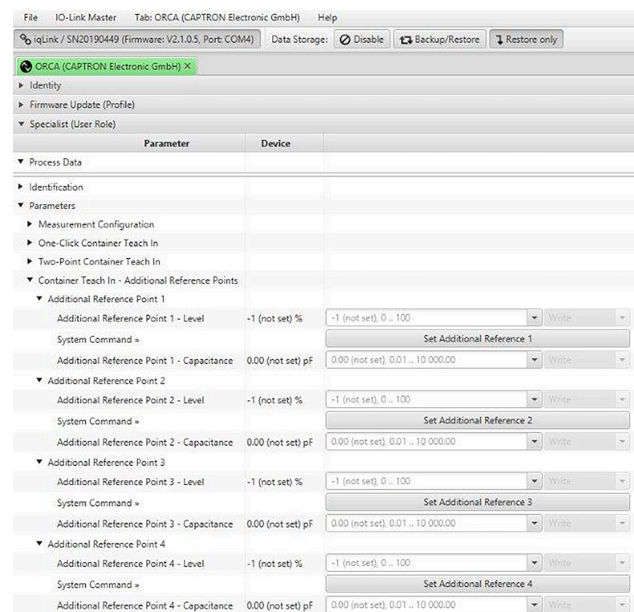 File IO-Link Master Tab: ORCA (CAPTRON Electronic GmbH) Help
iqLink / SN20190449 (Firmware: V2.1.0.5, Port: COM4) Data Storage: Disable Backup/Restore Restore only
ORCA (CAPTRON Electronic GmbH) ×
Identity
Firmware Update (Profile)
Specialist (User Role)
Parameter Device
Process Data
Identification
Parameters
Measurement Configuration
One-Click Container Teach In
Two-Point Container Teach In
Container Teach In - Additional Reference Points
Additional Reference Point 1
Additional Reference Point 1 - Level -1 (not set) % -1 (not set), 0 .. 100 Write
System Command » Set Additional Reference 1
Additional Reference Point 1 - Capacitance 0.00 (not set) pF 0.00 (not set), 0.01 .. 10 000.00 Write
Additional Reference Point 2
Additional Reference Point 2 - Level -1 (not set) % -1 (not set), 0 .. 100 Write
System Command » Set Additional Reference 2
Additional Reference Point 2 - Capacitance 0.00 (not set) pF 0.00 (not set), 0.01 .. 10 000.00 Write
Additional Reference Point 3
Additional Reference Point 3 - Level -1 (not set) % -1 (not set), 0 .. 100 Write
System Command » Set Additional Reference 3
Additional Reference Point 3 - Capacitance 0.00 (not set) pF 0.00 (not set), 0.01 .. 10 000.00 Write
Additional Reference Point 4
Additional Reference Point 4 - Level -1 (not set) % -1 (not set), 0 .. 100 Write
System Command » Set Additional Reference 4
Additional Reference Point 4 - Capacitance 0.00 (not set) pF 0.00 (not set), 0.01 .. 10 000.00 Write